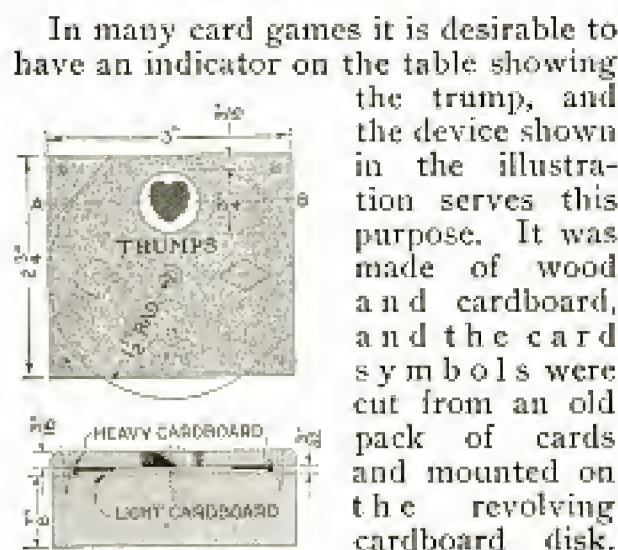 In many card games it is desirable to
have an indicator on the table showing
the trump, and
the device shown
in the illustra-
tion serves this
purpose. It was
made of wood
and cardboard,
and the card
symbols were
cut from an old
pack of cards
and mounted on
the revolving
cardboard disk.
3"
A
B
TRUMPS
HEAVY CARDBOARD
LIGHT CARDBOARD